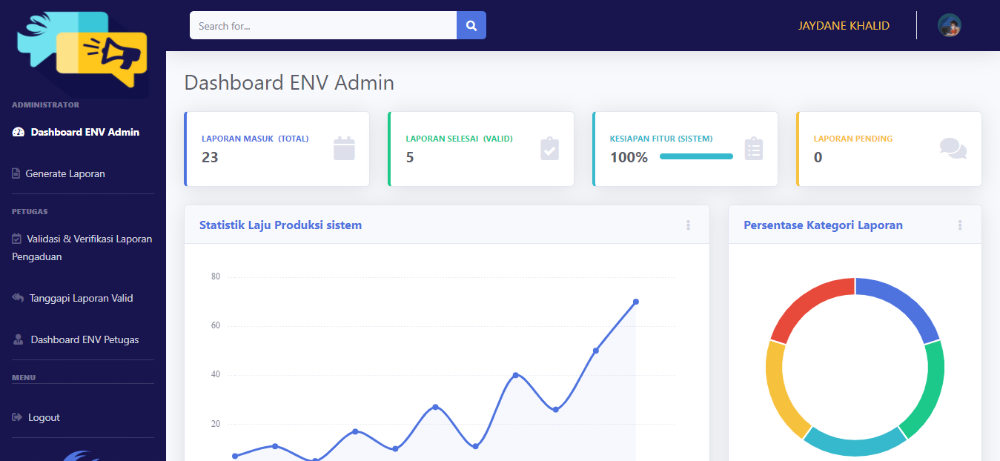 Search for...
JAYDANE KHALID
ADMINISTRATOR
Dashboard ENV Admin
Generate Laporan
PETUGAS
Validasi & Verifikasi Laporan
Pengaduan
Tanggapi Laporan Valid
Dashboard ENV Petugas
MENU
Logout
Dashboard ENV Admin
LAPORAN MASUK (TOTAL)
23
LAPORAN SELESAI (VALID)
5
KESIAPAN FITUR (SISTEM)
100%
LAPORAN PENDING
0
Statistik Laju Produksi sistem
80
60
40
20
Persentase Kategori Laporan